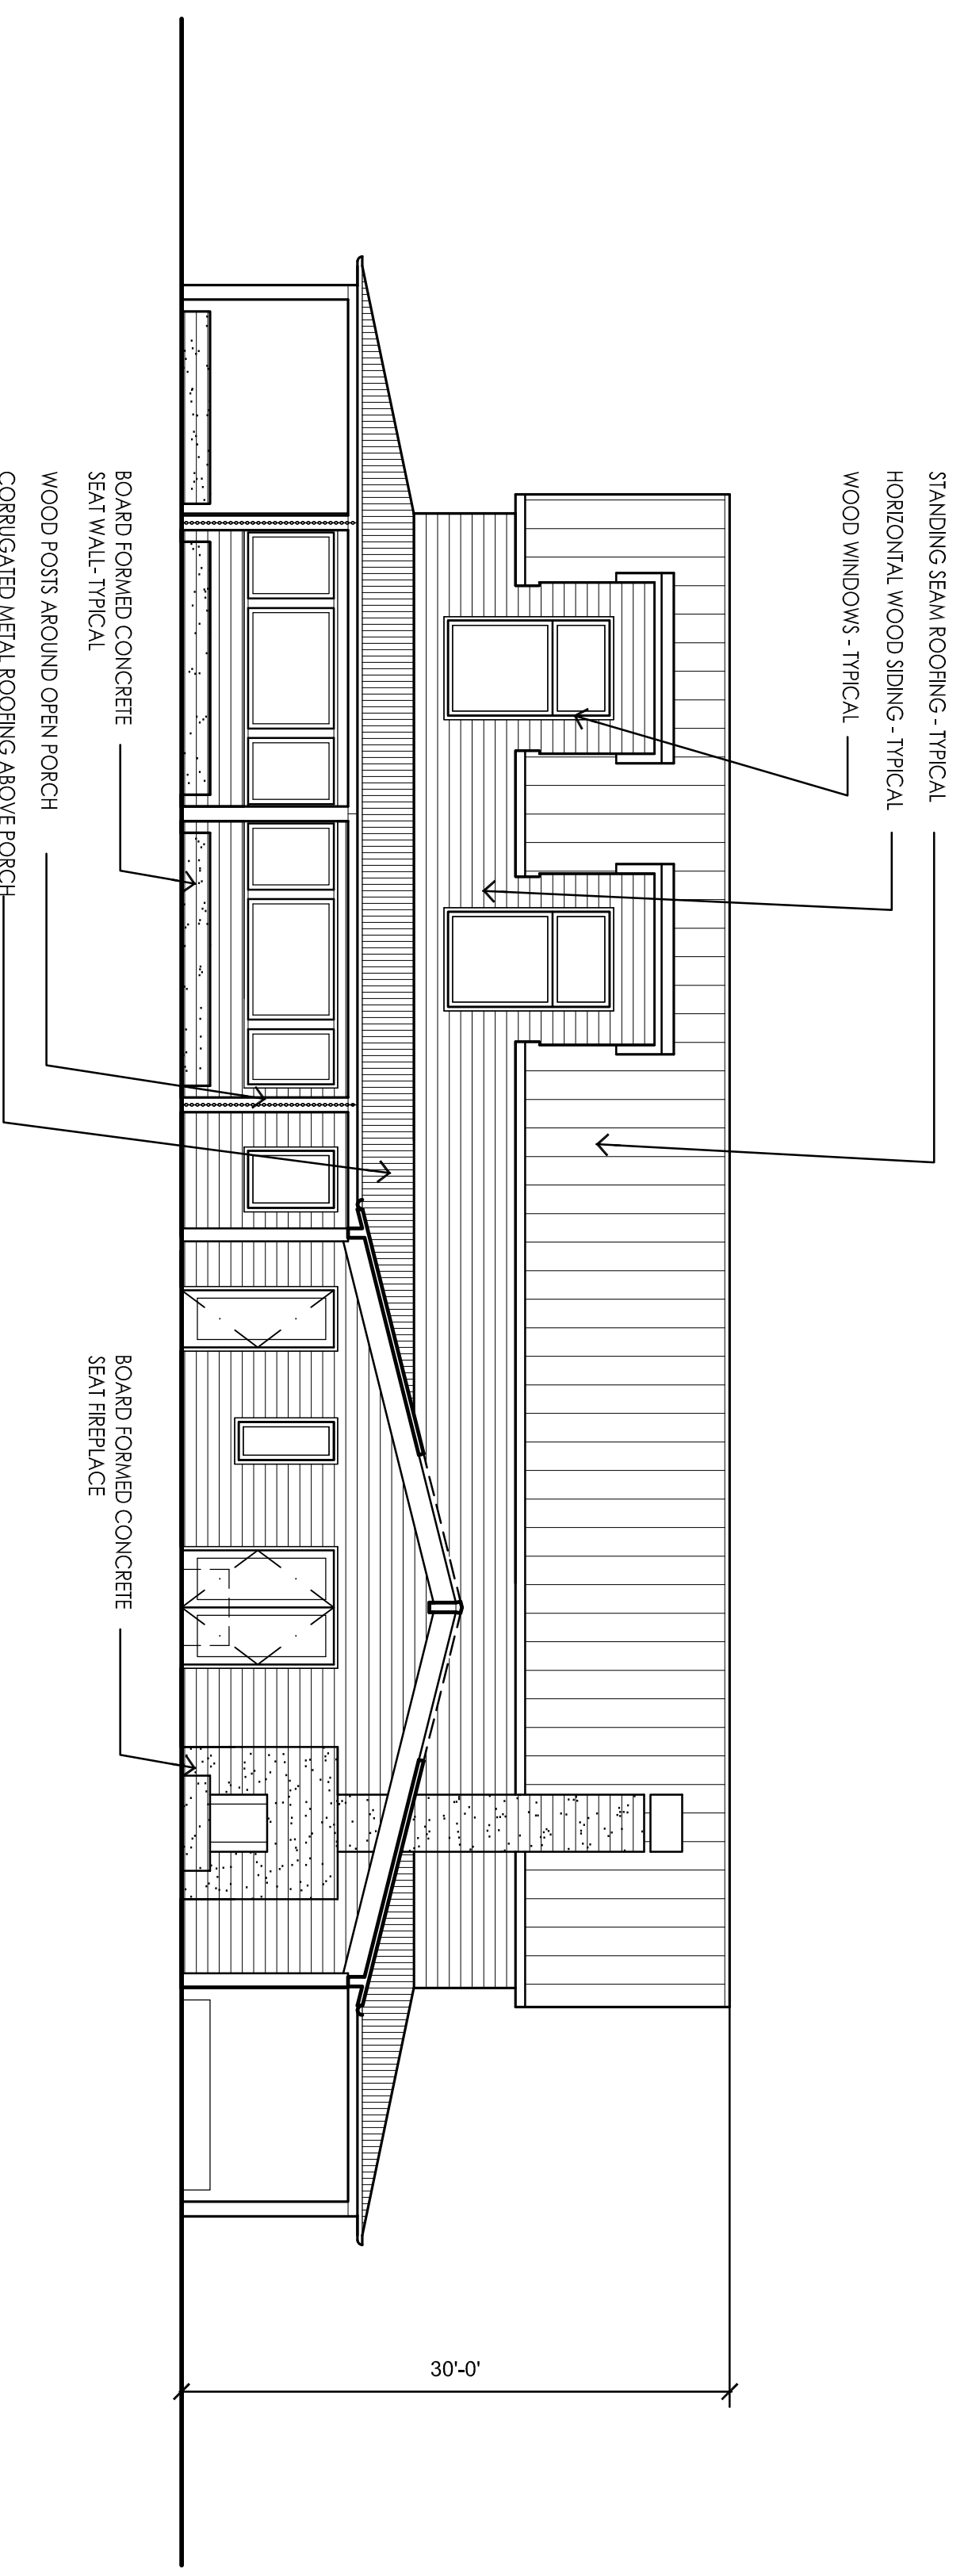 STANDING SEAM ROOFING - TYPICAL
HORIZONTAL WOOD SIDING - TYPICAL
WOOD WINDOWS - TYPICAL
30'-0'
BOARD FORMED CONCRETE
SEAT WALL- TYPICAL
WOOD POSTS AROUND OPEN PORCH
CORRUGATED METAL ROOFING ABOVE PORCH
BOARD FORMED CONCRETE
SEAT FIREPLACE